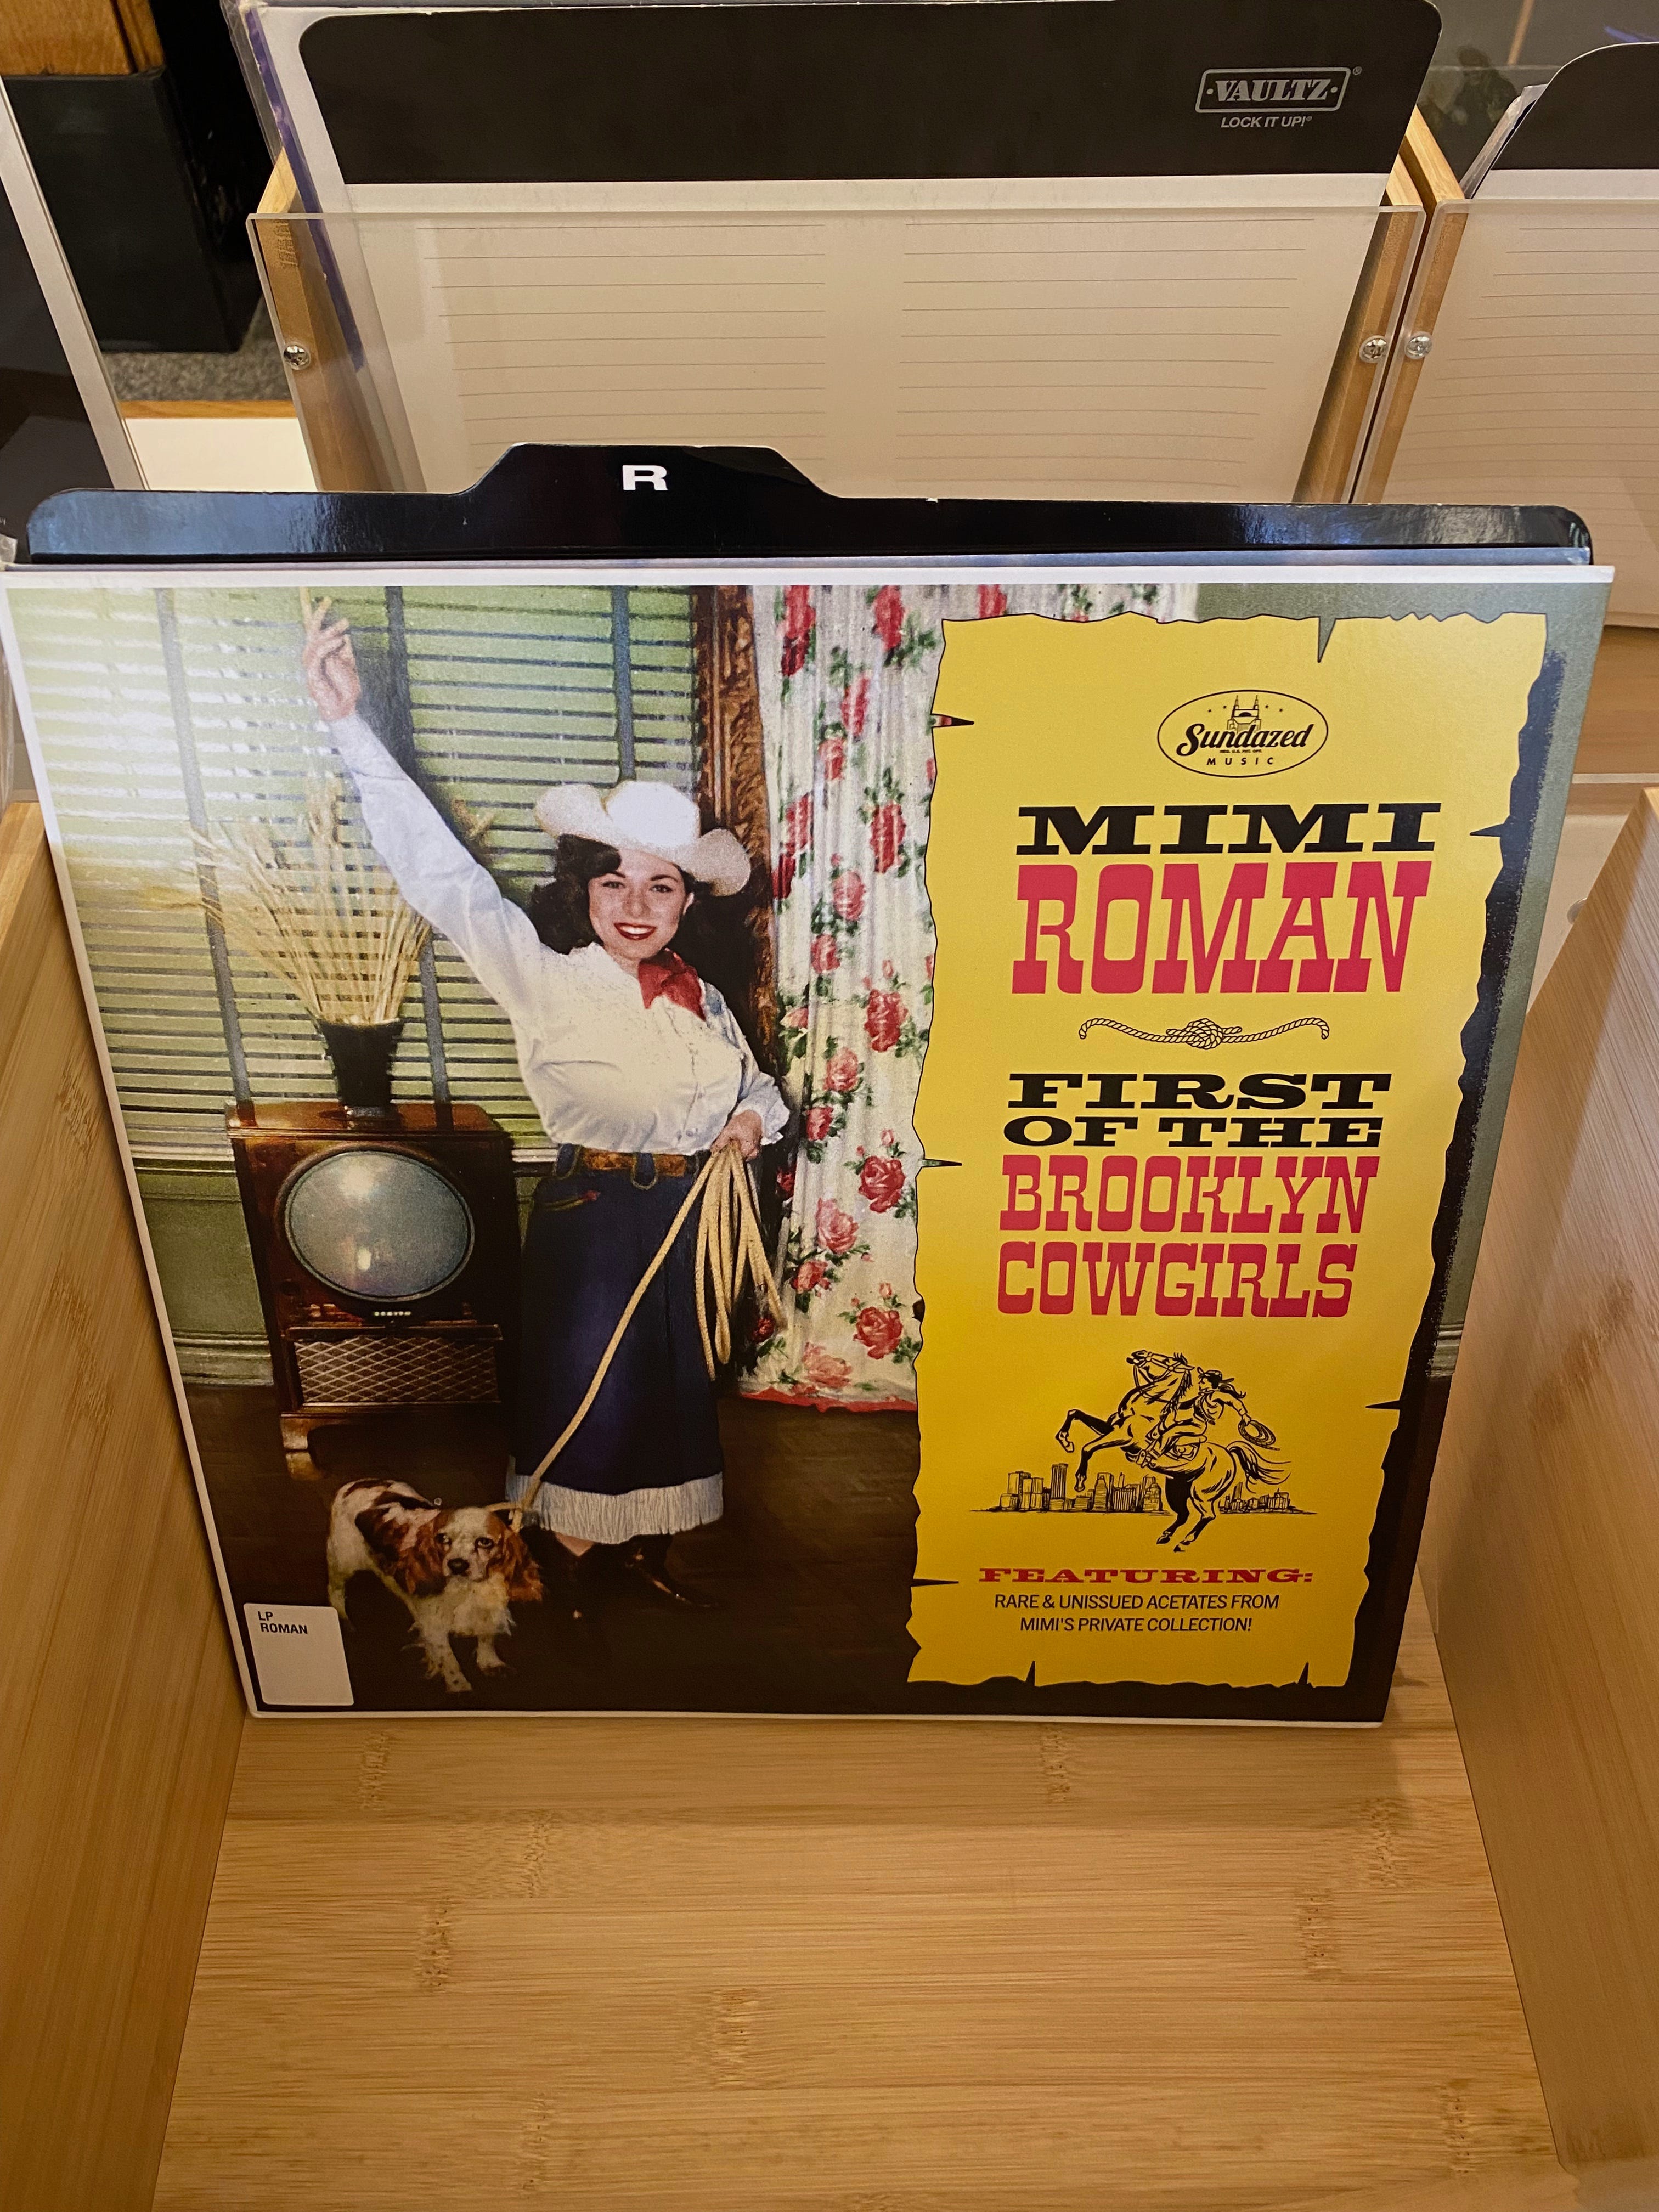 VAULTZ®
LOCK IT UP!®
R
Sundazed
MUSIC
MIMI
ROMAN
FIRST
OF THE
BROOKLYN
COWGIRLS
FEATURING:
RARE & UNISSUED ACETATES FROM
MIMI'S PRIVATE COLLECTION!
ZENITH
LP
ROMAN